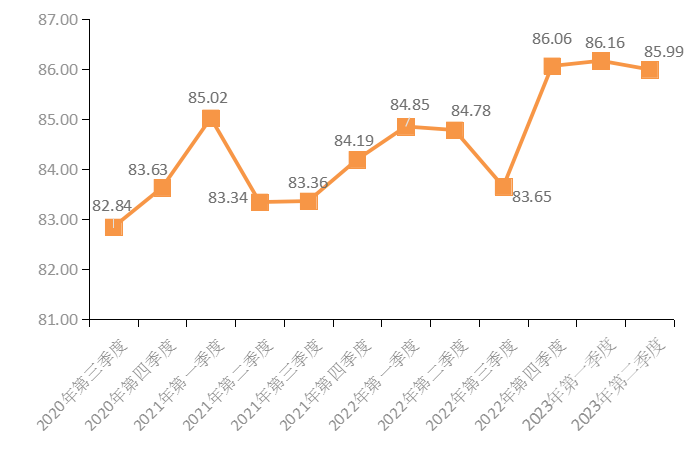 87.00
86.00
85.00
84.00
83.00
82.00
81.00
82.84
83.63
85.02
83.34
83.36
84.19
84.85
84.78
83.65
86.06
86.16
85.99
2020年第三季度
2020年第四季度
2021年第一季度
2021年第二季度
2021年第三季度
2021年第四季度
2022年第一季度
2022年第二季度
2022年第三季度
2022年第四季度
2023年第一季度
2023年第二季度